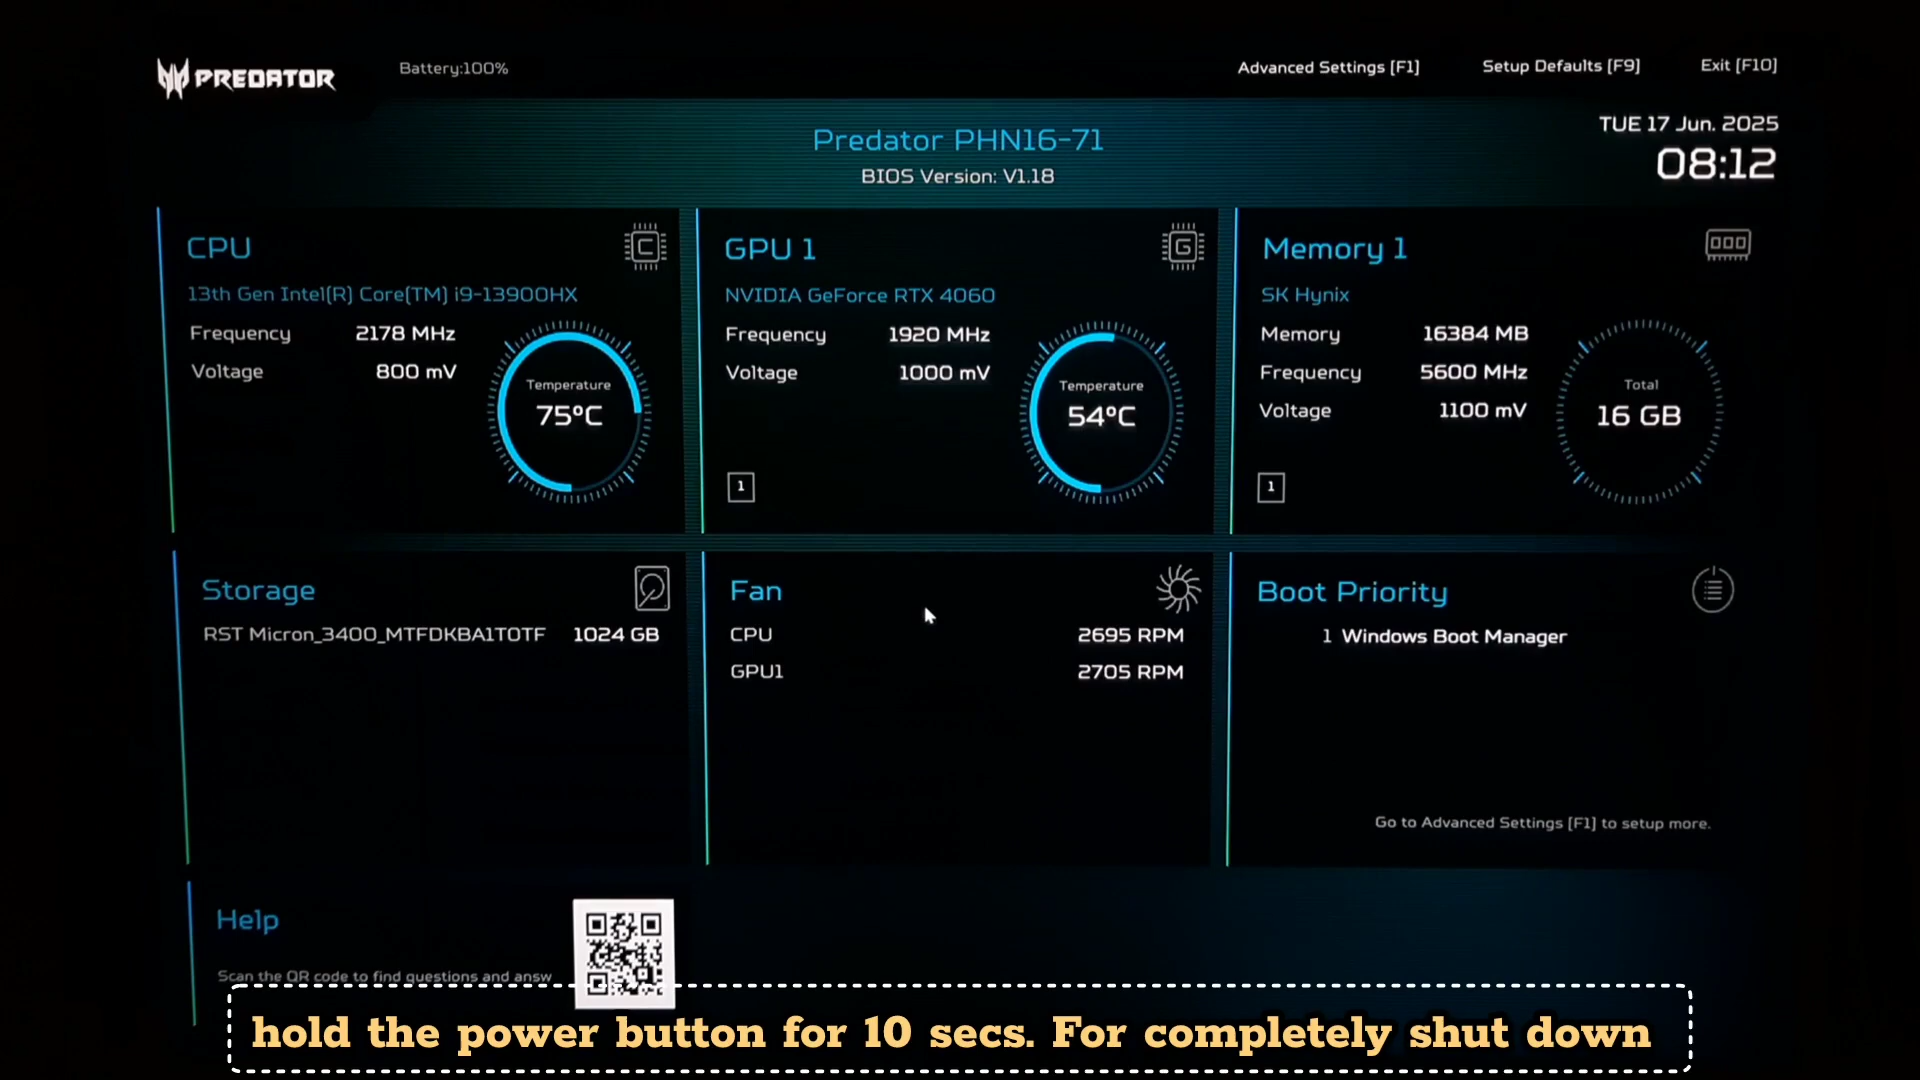 PREDATOR
Battery:100%
Advanced Settings [F1]
Setup Defaults [F9]
Exit [F10]
Predator PHN16-71
BIOS Version: V1.18
TUE 17 Jun. 2025
08:12
CPU
13th Gen Intel(R) Core(TM) i9-13900HX
Frequency 2178 MHz
Voltage 800 mV
Temperature
75°C
GPU 1
NVIDIA GeForce RTX 4060
Frequency 1920 MHz
Voltage 1000 mV
Temperature
54°C
1
Memory 1
SK Hynix
Memory 16384 MB
Frequency 5600 MHz
Voltage 1100 mV
Total
16 GB
1
Storage
RST Micron_3400_MTFDKBA1T0TF 1024 GB
Fan
CPU 2695 RPM
GPU1 2705 RPM
Boot Priority
1 Windows Boot Manager
Go to Advanced Settings [F1] to setup more.
Help
Scan the QR code to find questions and answ
hold the power button for 10 secs. For completely shut down